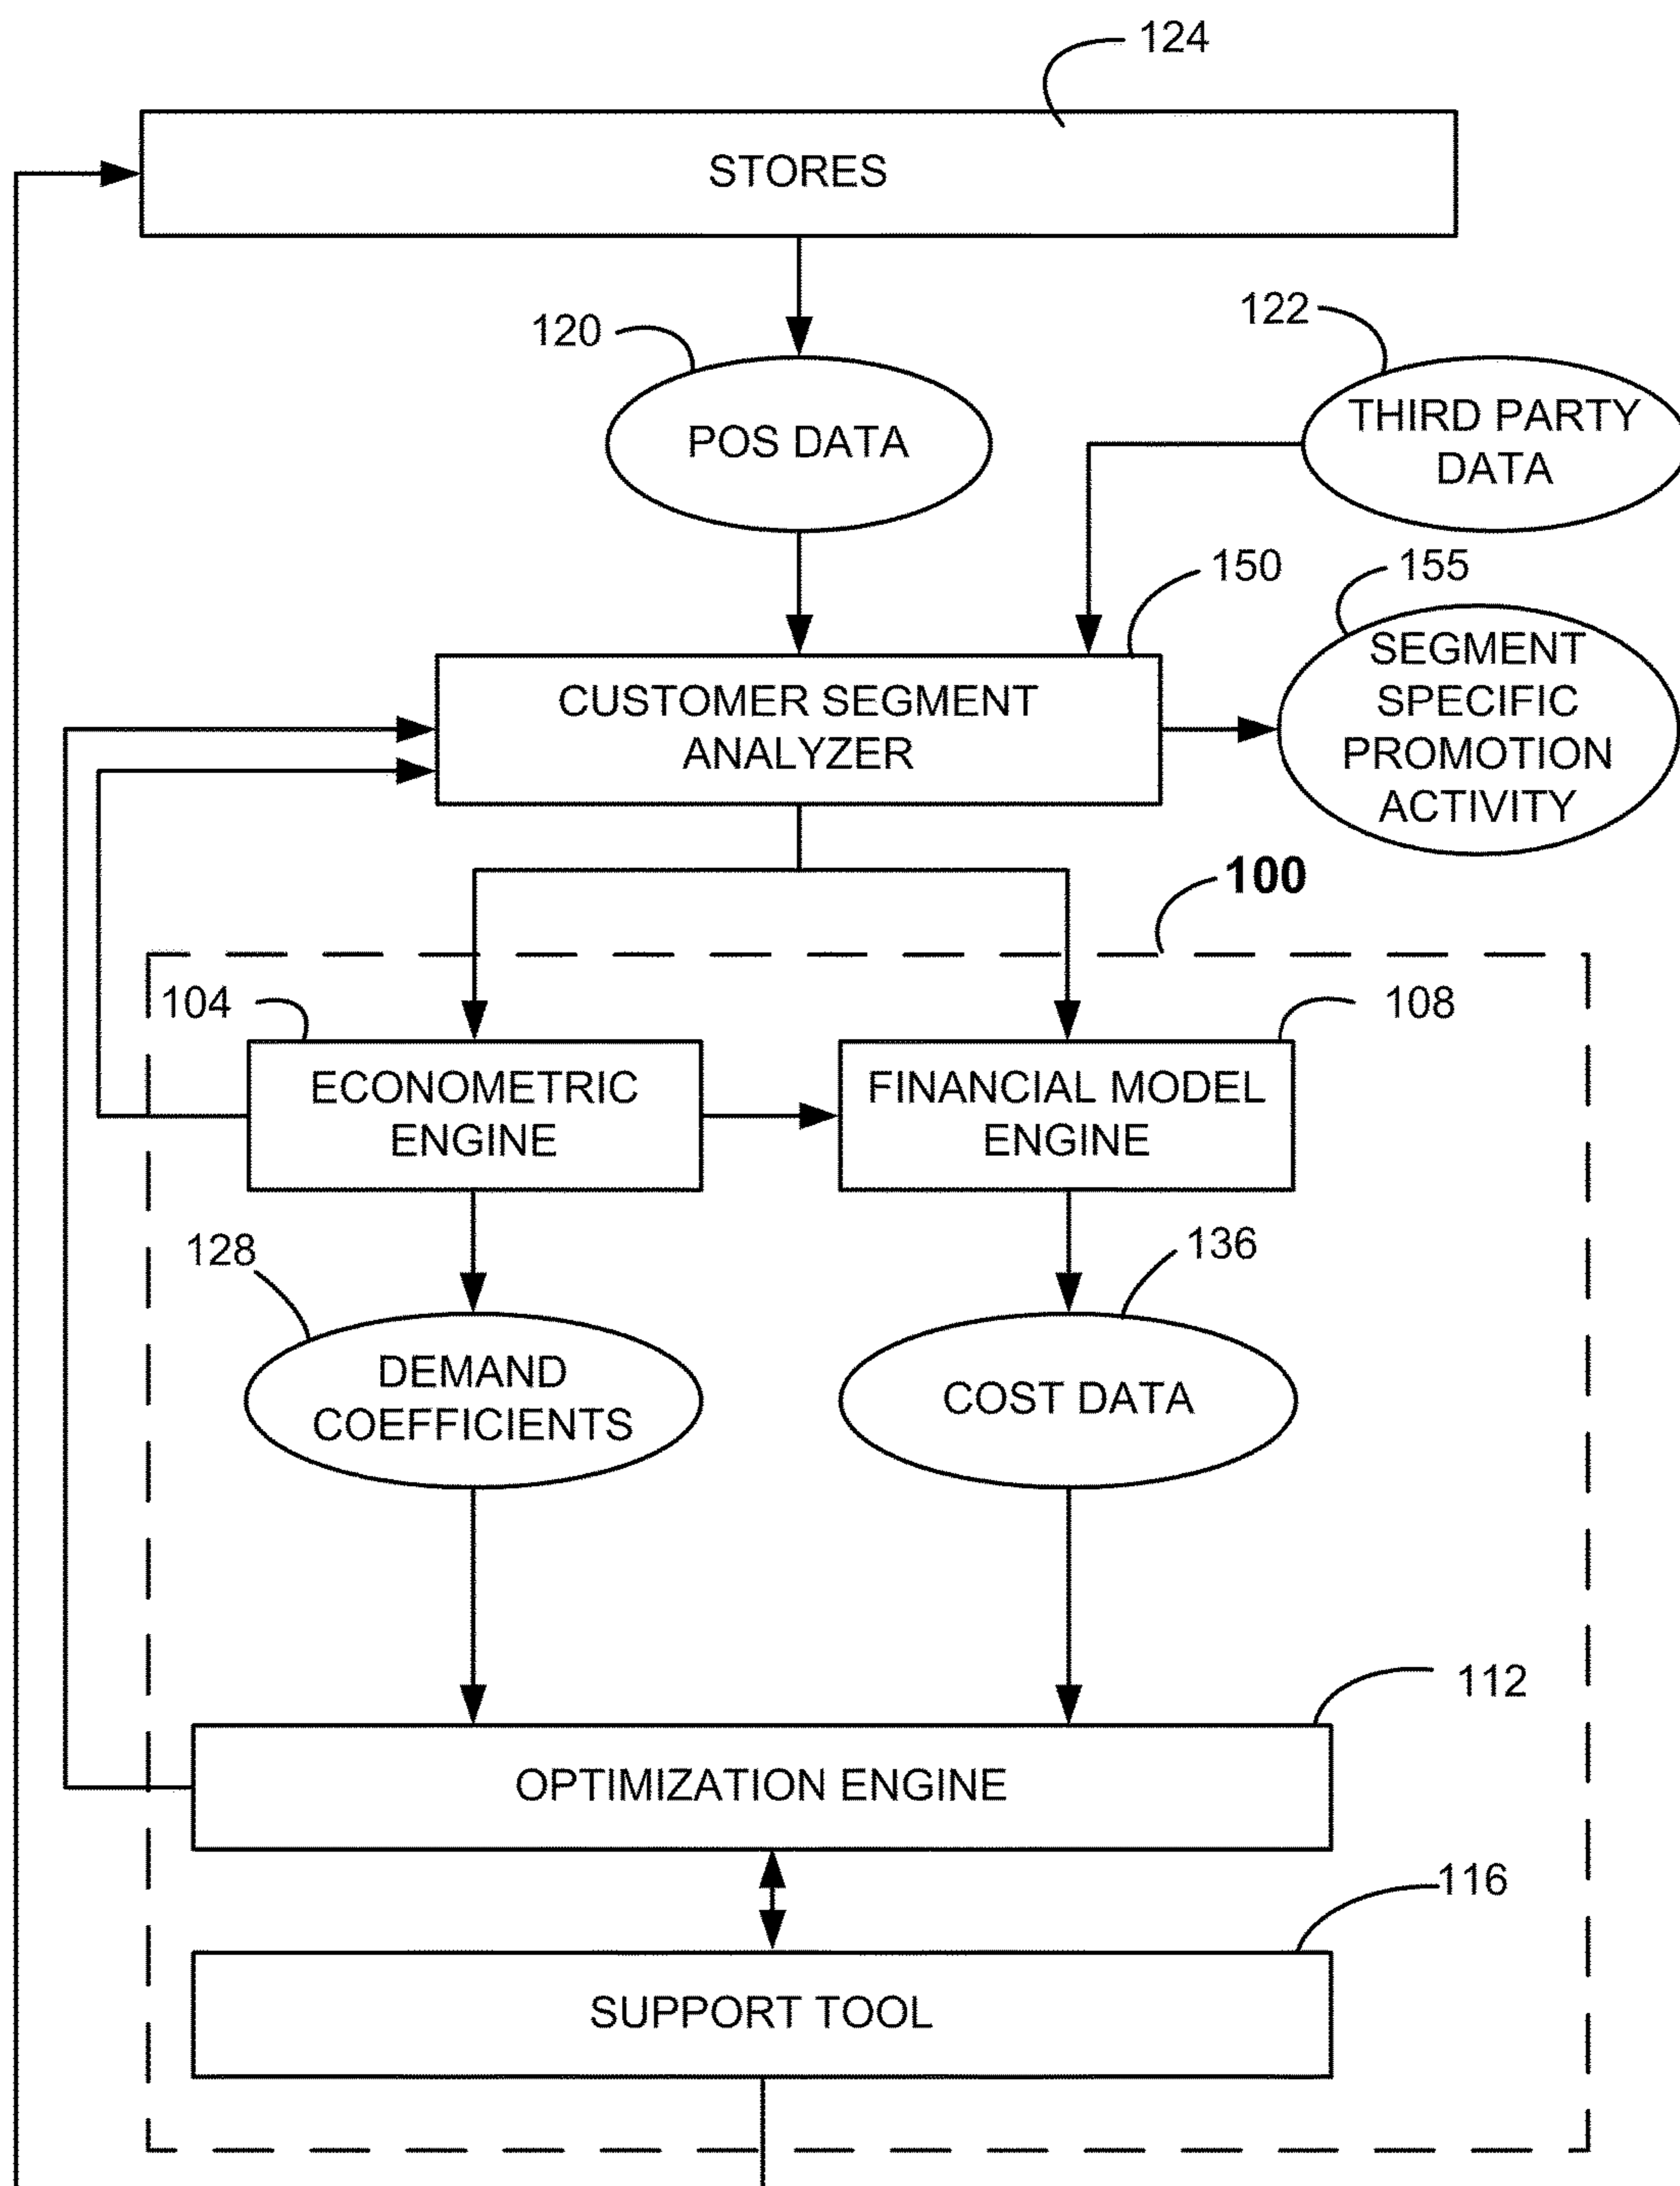 124
STORES
120
122
POS DATA
THIRD PARTY
DATA
150
155
CUSTOMER SEGMENT
ANALYZER
SEGMENT
SPECIFIC
PROMOTION
ACTIVITY
100
104
108
ECONOMETRIC
ENGINE
FINANCIAL MODEL
ENGINE
128
136
DEMAND
COEFFICIENTS
COST DATA
112
OPTIMIZATION ENGINE
116
SUPPORT TOOL